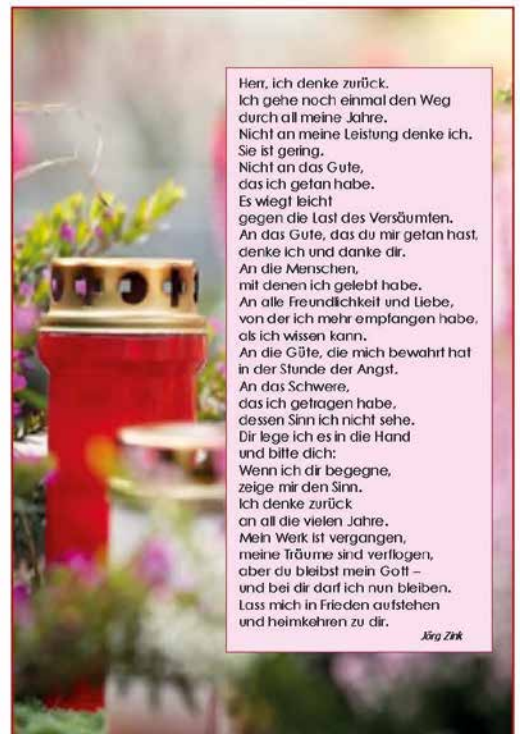 Herr, ich denke zurück.
Ich gehe noch einmal den Weg
durch all meine Jahre.
Nicht an meine Leistung denke ich.
Sie ist gering.
Nicht an das Gute,
das ich getan habe.
Es wiegt leicht
gegen die Last des Versäumten.
An das Gute, das du mir getan hast,
denke ich und danke dir.
An die Menschen,
mit denen ich gelebt habe.
An alle Freundlichkeit und Liebe,
von der ich mehr empfangen habe,
als ich wissen kann.
An die Güte, die mich bewahrt hat
in der Stunde der Angst.
An das Schwere,
das ich getragen habe,
dessen Sinn ich nicht sehe.
Dir lege ich es in die Hand
und bitte dich:
Wenn ich dir begegne,
zeige mir den Sinn.
Ich denke zurück
an all die vielen Jahre.
Mein Werk ist vergangen,
meine Träume sind verflogen,
aber du bleibst mein Gott –
und bei dir darf ich nun bleiben.
Lass mich in Frieden aufstehen
und heimkehren zu dir.
Jörg Zink